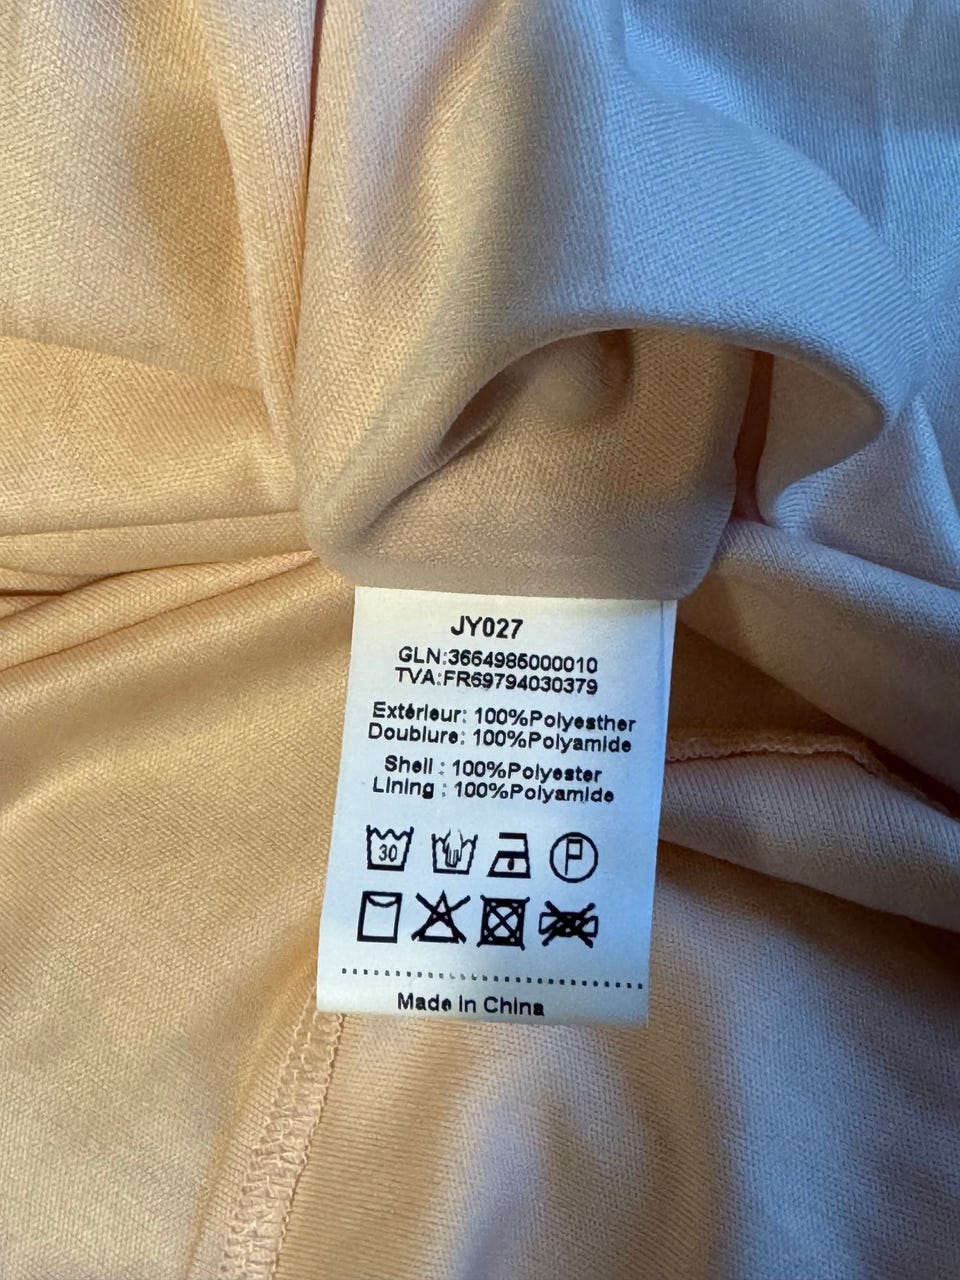 JY027
GLN:3664985000010
TVA:FR69794030379
Extérieur: 100%Polyesther
Doublure: 100%Polyamide
Shell : 100%Polyester
Lining : 100%Polyamide
30
P
Made in China